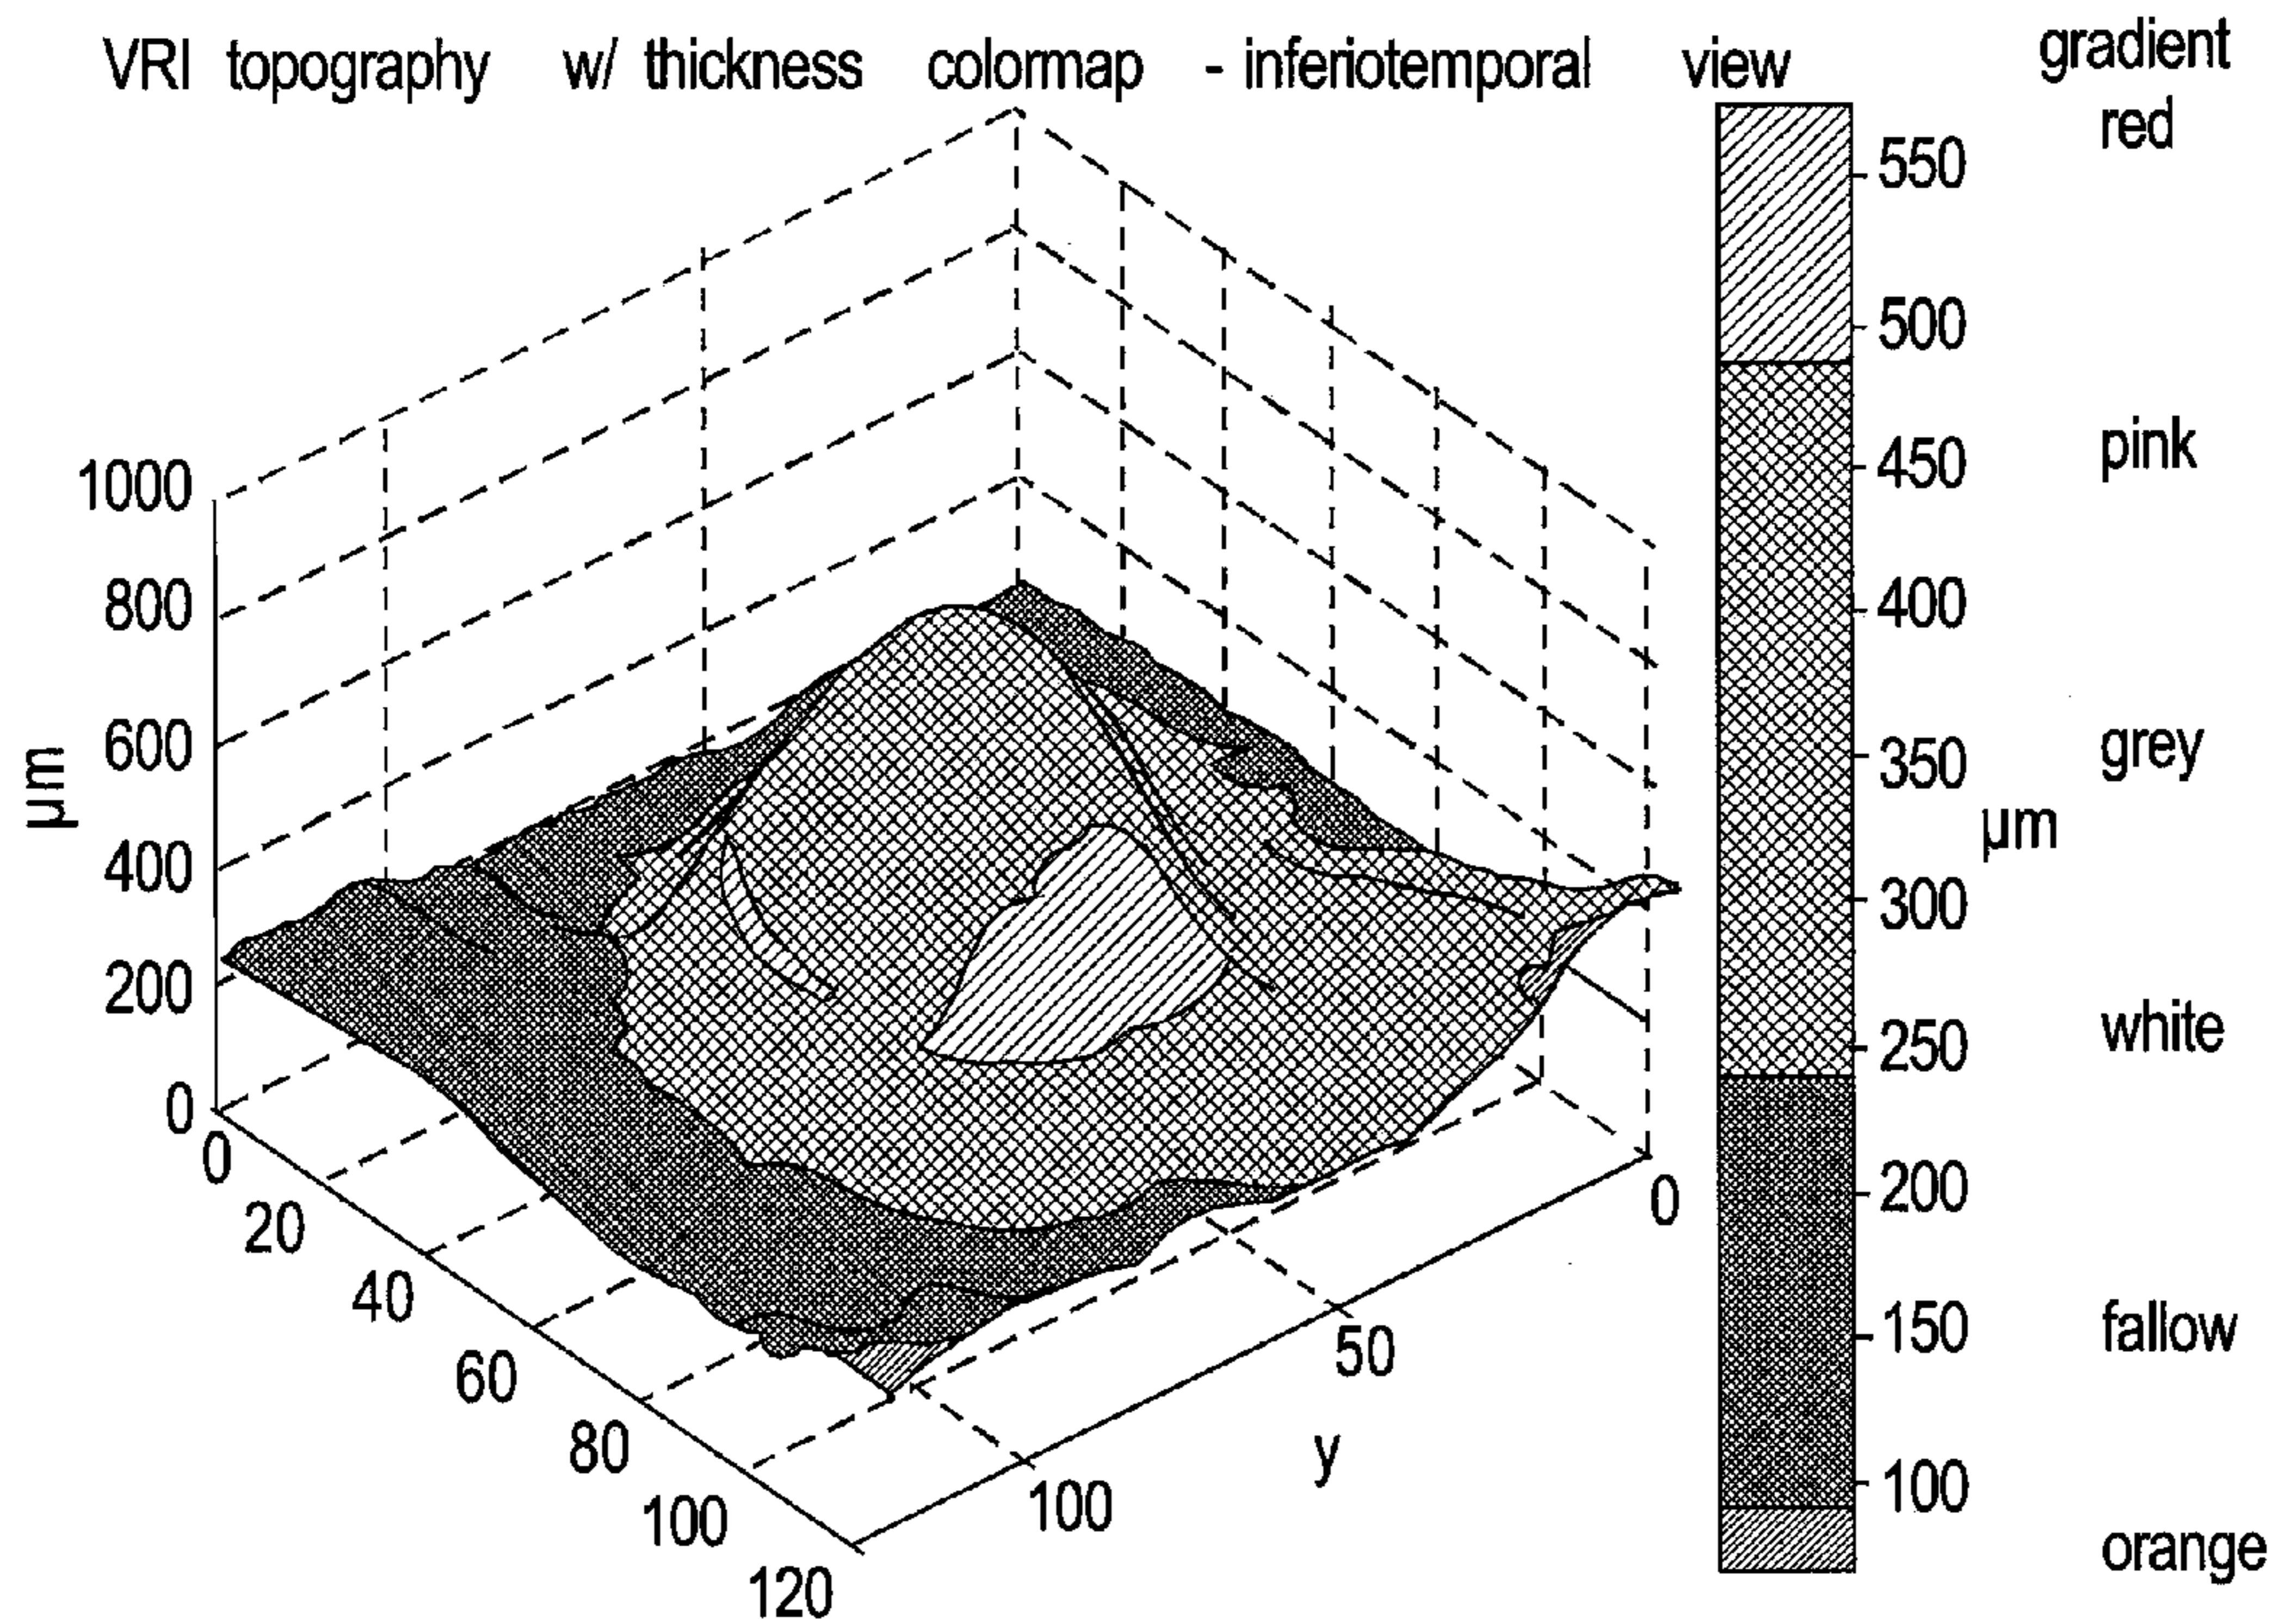 VRI topography w/ thickness colormap - inferiotemporal view
gradient
red
550
500
pink
450
400
grey
350
µm
300
white
250
200
fallow
150
100
orange
1000
800
600
µm
400
200
0
0
20
40
60
80
100
120
0
50
y
100